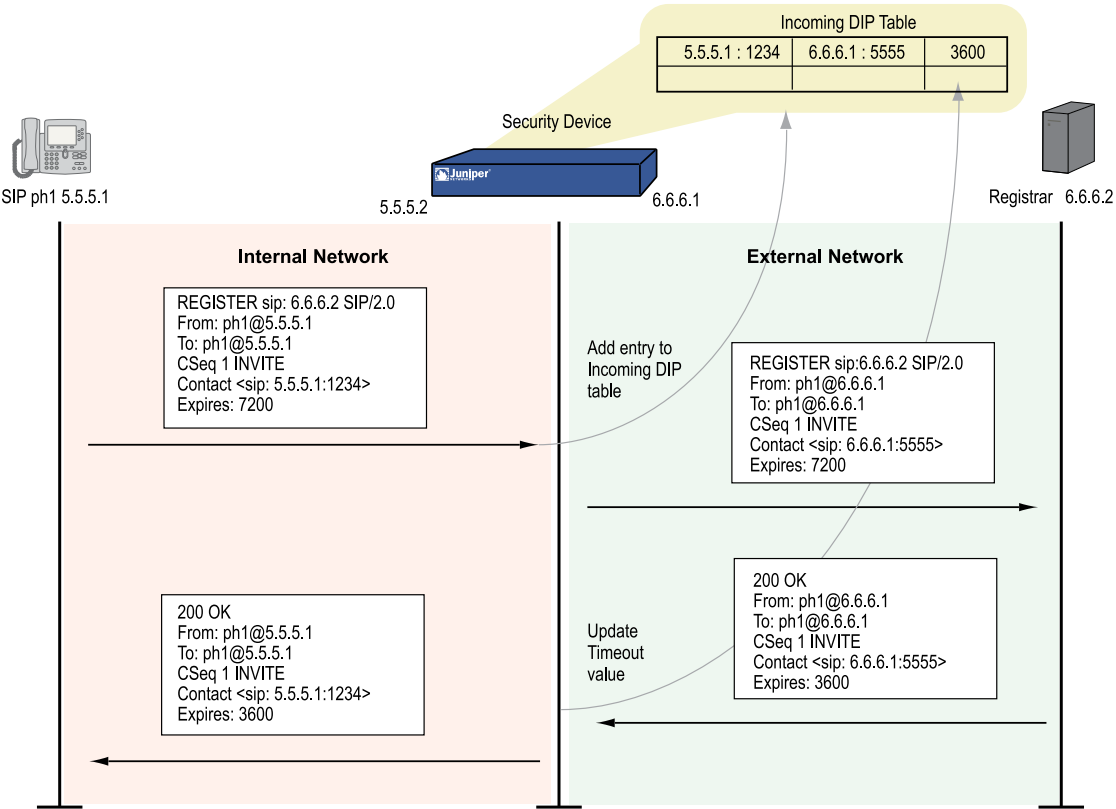 Incoming DIP Table
5.5.5.1 : 1234 6.6.6.1 : 5555 3600
Security Device
Juniper
NETWORKS
SIP ph1 5.5.5.1
5.5.5.2
6.6.6.1
Registrar 6.6.6.2
Internal Network
External Network
REGISTER sip: 6.6.6.2 SIP/2.0
From: ph1@5.5.5.1
To: ph1@5.5.5.1
CSeq 1 INVITE
Contact <sip: 5.5.5.1:1234>
Expires: 7200
Add entry to
Incoming DIP
table
REGISTER sip:6.6.6.2 SIP/2.0
From: ph1@6.6.6.1
To: ph1@6.6.6.1
CSeq 1 INVITE
Contact <sip: 6.6.6.1:5555>
Expires: 7200
200 OK
From: ph1@5.5.5.1
To: ph1@5.5.5.1
CSeq 1 INVITE
Contact <sip: 5.5.5.1:1234>
Expires: 3600
Update
Timeout
value
200 OK
From: ph1@6.6.6.1
To: ph1@6.6.6.1
CSeq 1 INVITE
Contact <sip: 6.6.6.1:5555>
Expires: 3600